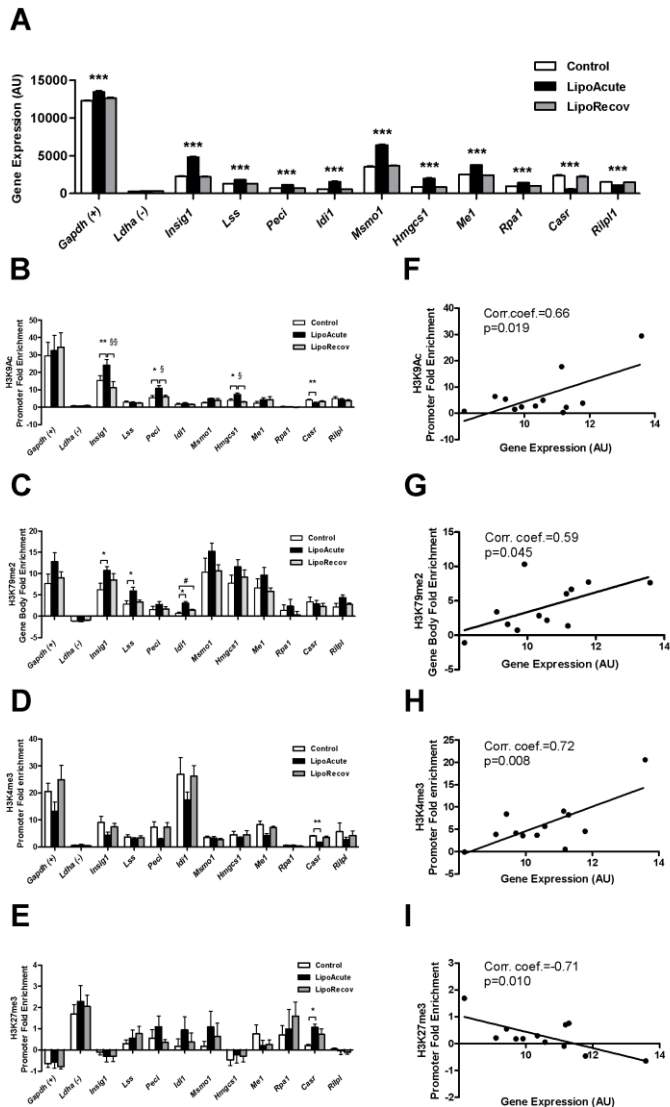 A
Gene Expression (AU)
15000
10000
5000
0
Control
LipoAcute
LipoRecov
***
***
***
***
***
***
***
***
***
***
***
Gapdh (+)
Ldha (-)
Insig1
Lss
Peci
Idi1
Msmo1
Hmgcs1
Me1
Rpa1
Casr
Rilpl1
B
H3K9Ac
Promoter Fold Enrichment
40
30
20
10
0
-10
Control
LipoAcute
LipoRecov
** §§
* §
* §
**
Gapdh (+)
Ldha (-)
Insig1
Lss
Peci
Idi1
Msmo1
Hmgcs1
Me1
Rpa1
Casr
Rilpl
F
H3K9Ac
Promoter Fold Enrichment
40
30
20
10
0
-10
Corr.coef.=0.66
p=0.019
10
12
14
Gene Expression (AU)
C
H3K79me2
Gene Body Fold Enrichment
20
15
10
5
0
Control
LipoAcute
LipoRecov
*
*
#
*
Gapdh (+)
Ldha (-)
Insig1
Lss
Peci
Idi1
Msmo1
Hmgcs1
Me1
Rpa1
Casr
Rilpl
G
H3K79me2
Gene Body Fold Enrichment
15
10
5
0
Corr. coef.=0.59
p=0.045
10
12
14
Gene Expression (AU)
D
H3K4me3
Promoter Fold enrichment
40
30
20
10
0
Control
LipoAcute
LipoRecov
**
Gapdh (+)
Ldha (-)
Insig1
Lss
Peci
Idi1
Msmo1
Hmgcs1
Me1
Rpa1
Casr
Rilpl
H
H3K4me3
Promoter Fold Enrichment
25
20
15
10
5
0
-5
Corr. coef.=0.72
p=0.008
10
12
14
Gene Expression (AU)
E
H3K27me3
Promoter Fold Enrichment
4
2
0
Control
LipoAcute
LipoRecov
*
Gapdh (+)
Ldha (-)
Insig1
Lss
Peci
Idi1
Msmo1
Hmgcs1
Me1
Rpa1
Casr
Rilpl
I
H3K27me3
Promoter Fold Enrichment
3
2
1
0
-1
-2
Corr. coef.=-0.71
p=0.010
10
12
14
Gene Expression (AU)